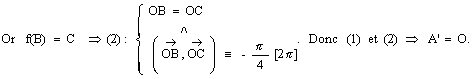 Or f(B) = C ⇒ (2) : { OB = OC ∧ ( →OB , →OC ) ≡ - π/4 [2π] . Donc (1) et (2) ⇒ A' = O.